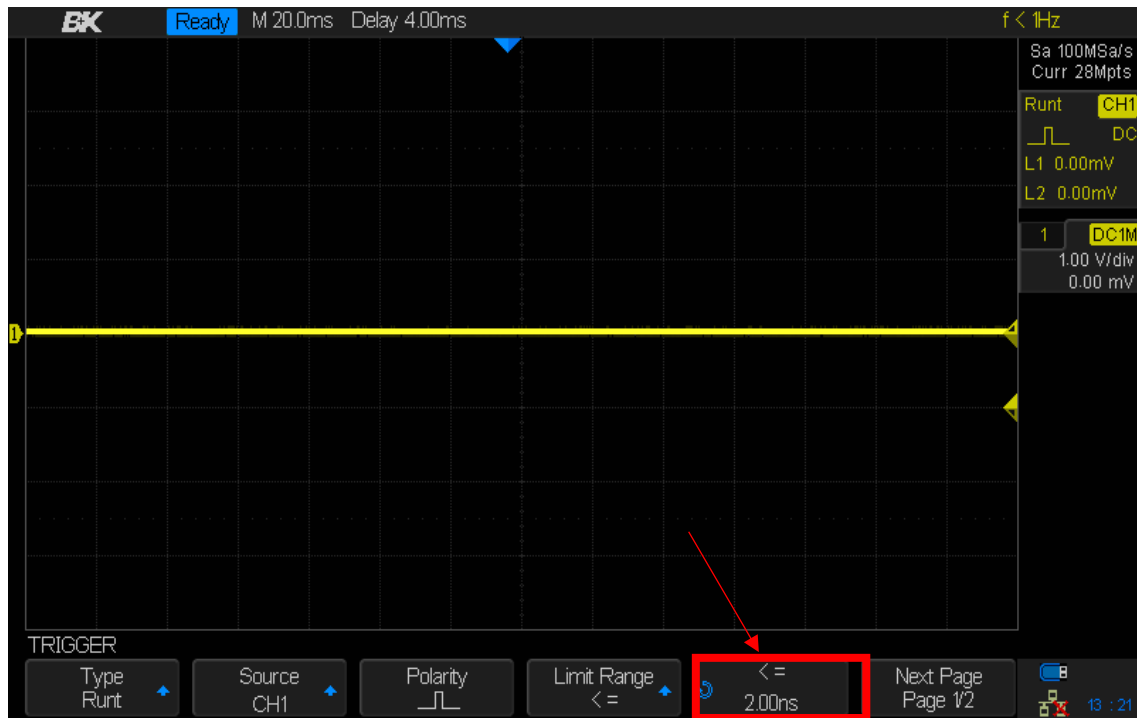 BK Ready M 20.0ms Delay 4.00ms f < 1Hz
Sa 100MSa/s
Curr 28Mpts
Runt CH1
DC
L1 0.00mV
L2 0.00mV
1 DC1M
1.00 V/div
0.00 mV
1
TRIGGER
Type
Runt
Source
CH1
Polarity
Limit Range
<=
<=
2.00ns
Next Page
Page 1/2
13 : 21